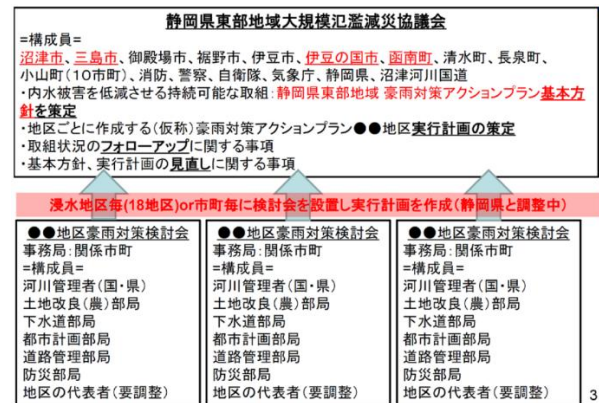 静岡県東部地域大規模氾濫減災協議会
=構成員=
沼津市、三島市、御殿場市、裾野市、伊豆市、伊豆の国市、函南町、清水町、長泉町、
小山町(10市町)、消防、警察、自衛隊、気象庁、静岡県、沼津河川国道
・内水被害を低減させる持続可能な取組:静岡県東部地域 豪雨対策アクションプラン基本方
針を策定
・地区ごとに作成する(仮称)豪雨対策アクションプラン●●地区実行計画の策定
・取組状況のフォローアップに関する事項
・基本方針、実行計画の見直しに関する事項
浸水地区毎(18地区)or市町毎に検討会を設置し実行計画を作成(静岡県と調整中)
●●地区豪雨対策検討会
事務局:関係市町
=構成員=
河川管理者(国・県)
土地改良(農)部局
下水道部局
都市計画部局
道路管理部局
防災部局
地区の代表者(要調整)
●●地区豪雨対策検討会
事務局:関係市町
=構成員=
河川管理者(国・県)
土地改良(農)部局
下水道部局
都市計画部局
道路管理部局
防災部局
地区の代表者(要調整)
●●地区豪雨対策検討会
事務局:関係市町
=構成員=
河川管理者(国・県)
土地改良(農)部局
下水道部局
都市計画部局
道路管理部局
防災部局
地区の代表者(要調整)
3